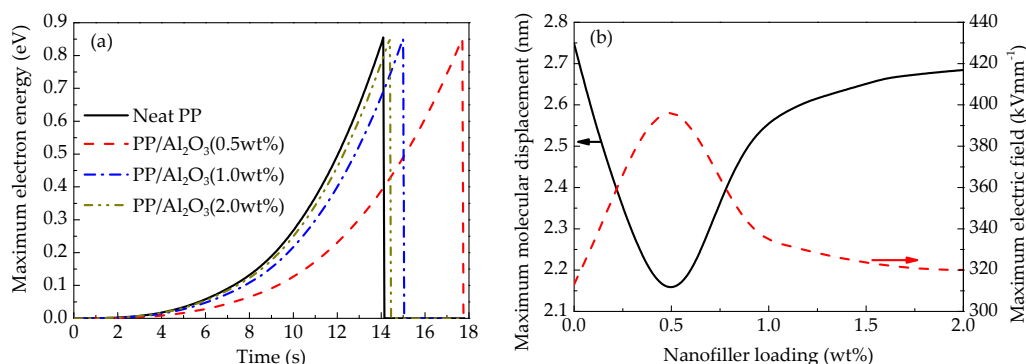 (a)
Maximum electron energy (eV)
0.9
0.8
0.7
0.6
0.5
0.4
0.3
0.2
0.1
0.0
Neat PP
PP/Al₂O₃(0.5wt%)
PP/Al₂O₃(1.0wt%)
PP/Al₂O₃(2.0wt%)
0 2 4 6 8 10 12 14 16 18
Time (s)
(b)
Maximum molecular displacement (nm)
2.8
2.7
2.6
2.5
2.4
2.3
2.2
2.1
0.0 0.5 1.0 1.5 2.0
Nanofiller loading (wt%)
440
420
400
380
360
340
320
300
Maximum electric field (kVmm⁻¹)